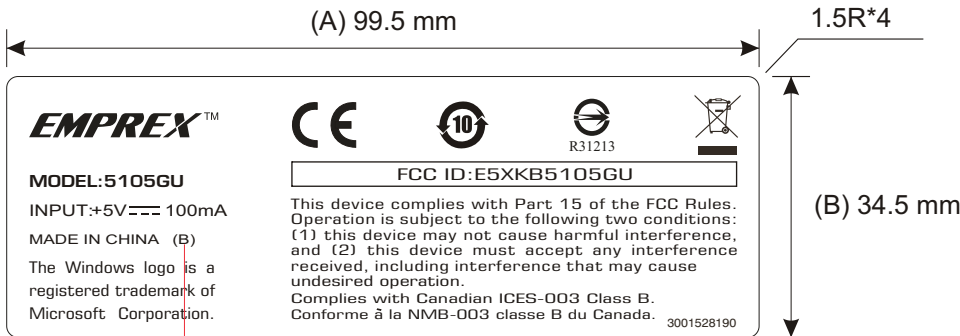 (A) 99.5 mm
1.5R*4
EMPREX™
CE
10
R31213
MODEL:5105GU
INPUT:+5V 100mA
MADE IN CHINA (B)
The Windows logo is a
registered trademark of
Microsoft Corporation.
FCC ID:E5XKB5105GU
This device complies with Part 15 of the FCC Rules.
Operation is subject to the following two conditions:
(1) this device may not cause harmful interference,
and (2) this device must accept any interference
received, including interference that may cause
undesired operation.
Complies with Canadian ICES-003 Class B.
Conforme à la NMB-003 classe B du Canada.
3001528190
(B) 34.5 mm